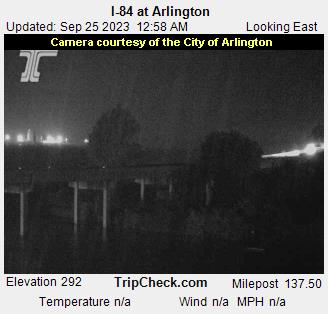 I-84 at Arlington
Updated: Sep 25 2023 12:58 AM Looking East
Camera courtesy of the City of Arlington
Elevation 292 TripCheck.com Milepost 137.50
Temperature n/a Wind n/a MPH n/a